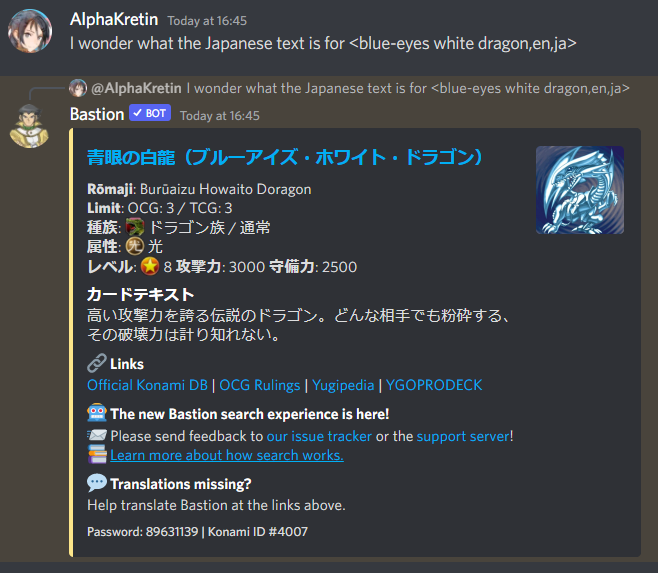 AlphaKretin Today at 16:45
I wonder what the Japanese text is for <blue-eyes white dragon,en,ja>
@AlphaKretin I wonder what the Japanese text is for <blue-eyes white dragon,en,ja>
Bastion ✓ BOT Today at 16:45
青眼の白龍（ブルーアイズ・ホワイト・ドラゴン）
Rōmaji: Burūaizu Howaito Doragon
Limit: OCG: 3 / TCG: 3
種族: ドラゴン族 / 通常
属性: 光 光
レベル: 8 攻撃力: 3000 守備力: 2500
カードテキスト
高い攻撃力を誇る伝説のドラゴン。どんな相手でも粉砕する、
その破壊力は計り知れない。
Links
Official Konami DB | OCG Rulings | Yugipedia | YGOPRODECK
The new Bastion search experience is here!
Please send feedback to our issue tracker or the support server!
Learn more about how search works.
Translations missing?
Help translate Bastion at the links above.
Password: 89631139 | Konami ID #4007